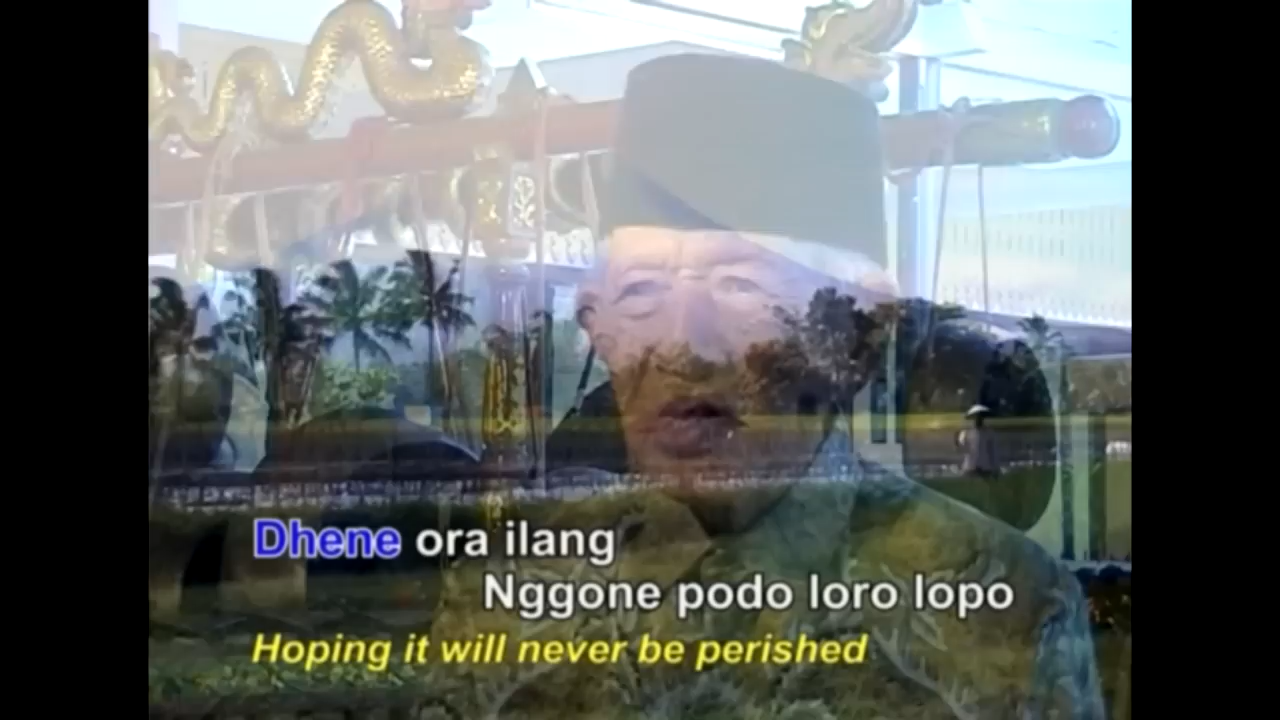 Dhene ora ilang
Nggone podo loro lopo
Hoping it will never be perished